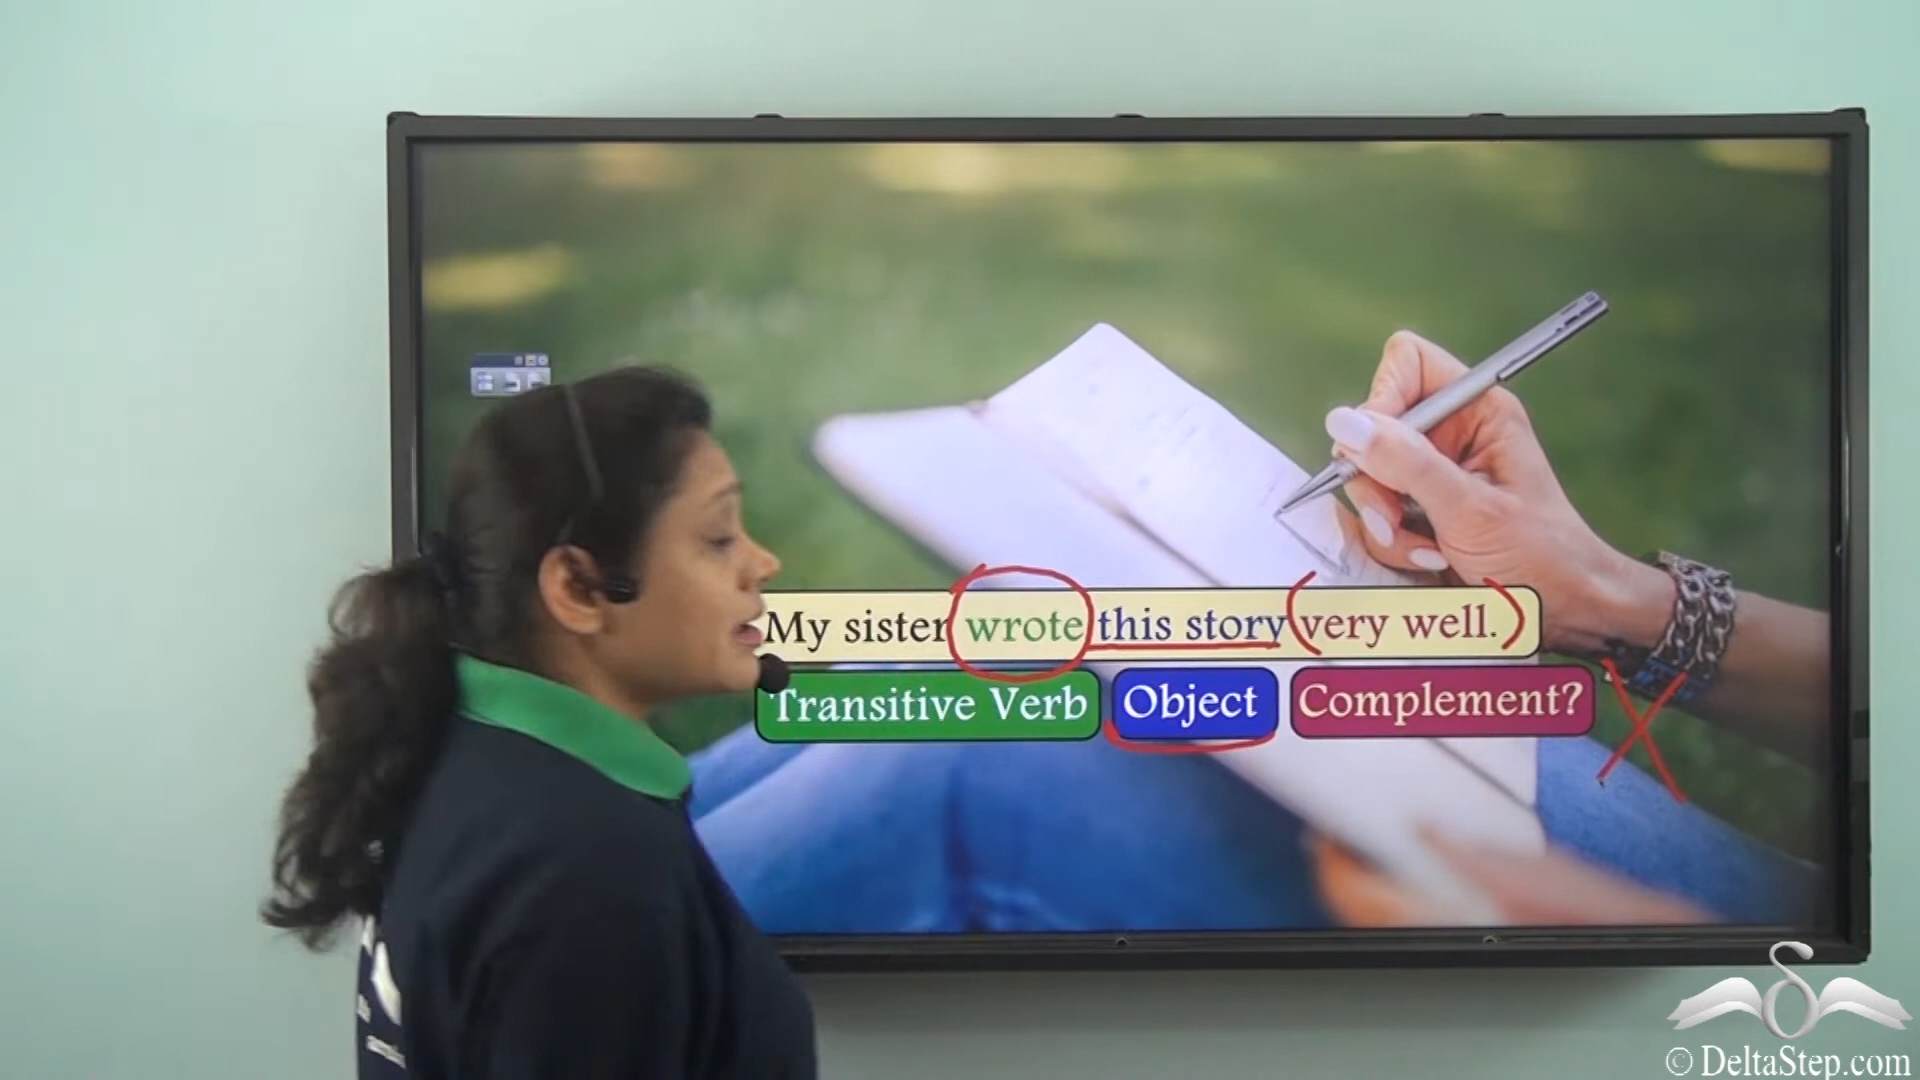 My sister wrote this story very well.
Transitive Verb Object Complement?
© DeltaStep.com